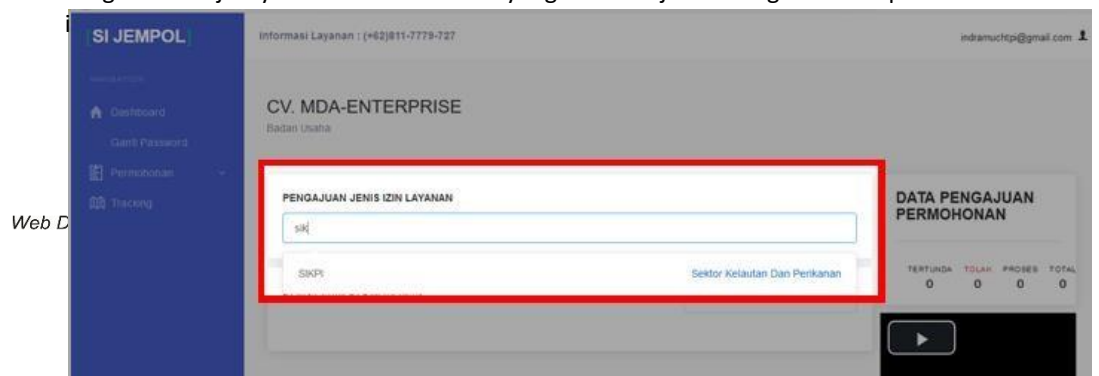 SI JEMPOL
Informasi Layanan : (+62)811-7779-727
indramuchtpi@gmail.com
NAVIGATION
Dashboard
Ganti Password
Permohonan
Tracking
CV. MDA-ENTERPRISE
Badan Usaha
PENGAJUAN JENIS IZIN LAYANAN
sik
SIKPI
Sektor Kelautan Dan Perikanan
DATA PENGAJUAN
PERMOHONAN
TERTUNDA TOLAK PROSES TOTAL
0 0 0 0
Web D